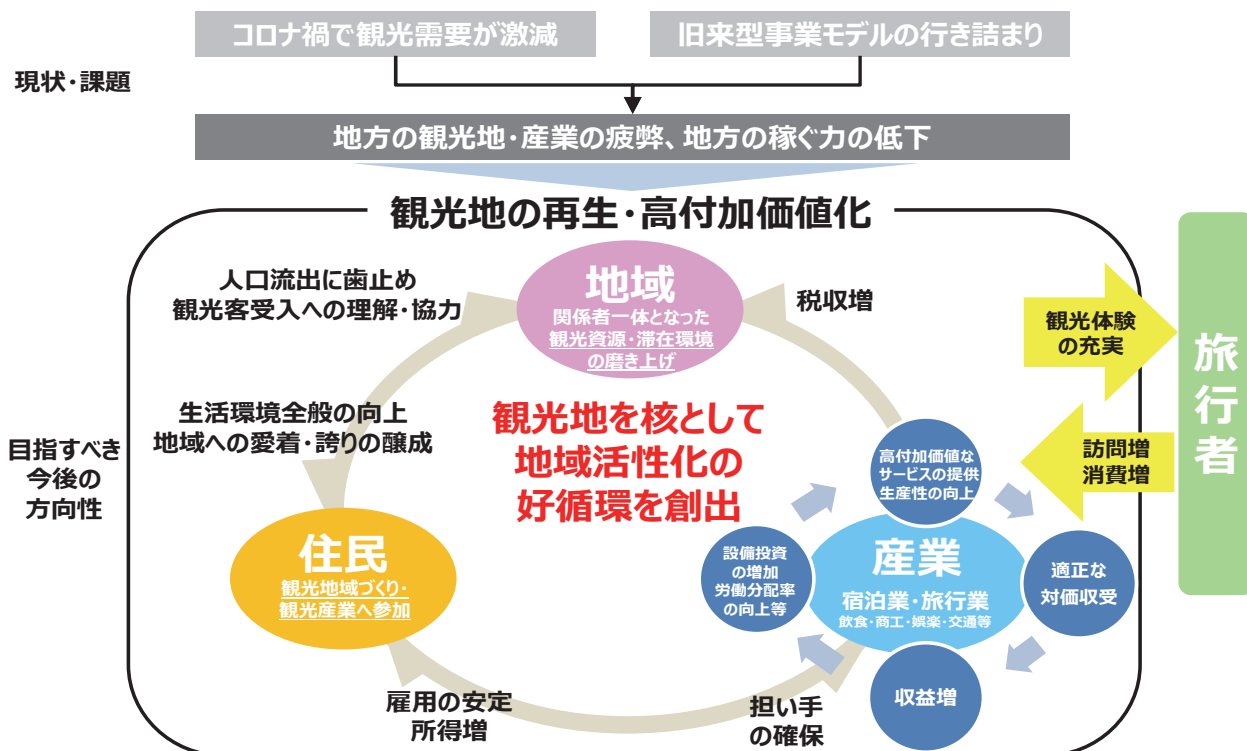 コロナ禍で観光需要が激減
旧来型事業モデルの行き詰まり
現状・課題
地方の観光地・産業の疲弊、地方の稼ぐ力の低下
観光地の再生・高付加価値化
人口流出に歯止め
観光客受入への理解・協力
地域
関係者一体となった
観光資源・滞在環境
の磨き上げ
税収増
観光体験
の充実
旅行者
生活環境全般の向上
地域への愛着・誇りの醸成
観光地を核として
地域活性化の
好循環を創出
高付加価値な
サービスの提供
生産性の向上
訪問増
消費増
目指すべき
今後の
方向性
住民
観光地域づくり・
観光産業へ参加
設備投資
の増加
労働分配率
の向上等
産業
宿泊業・旅行業
飲食・商工・娯楽・交通等
適正な
対価収受
雇用の安定
所得増
担い手
の確保
収益増